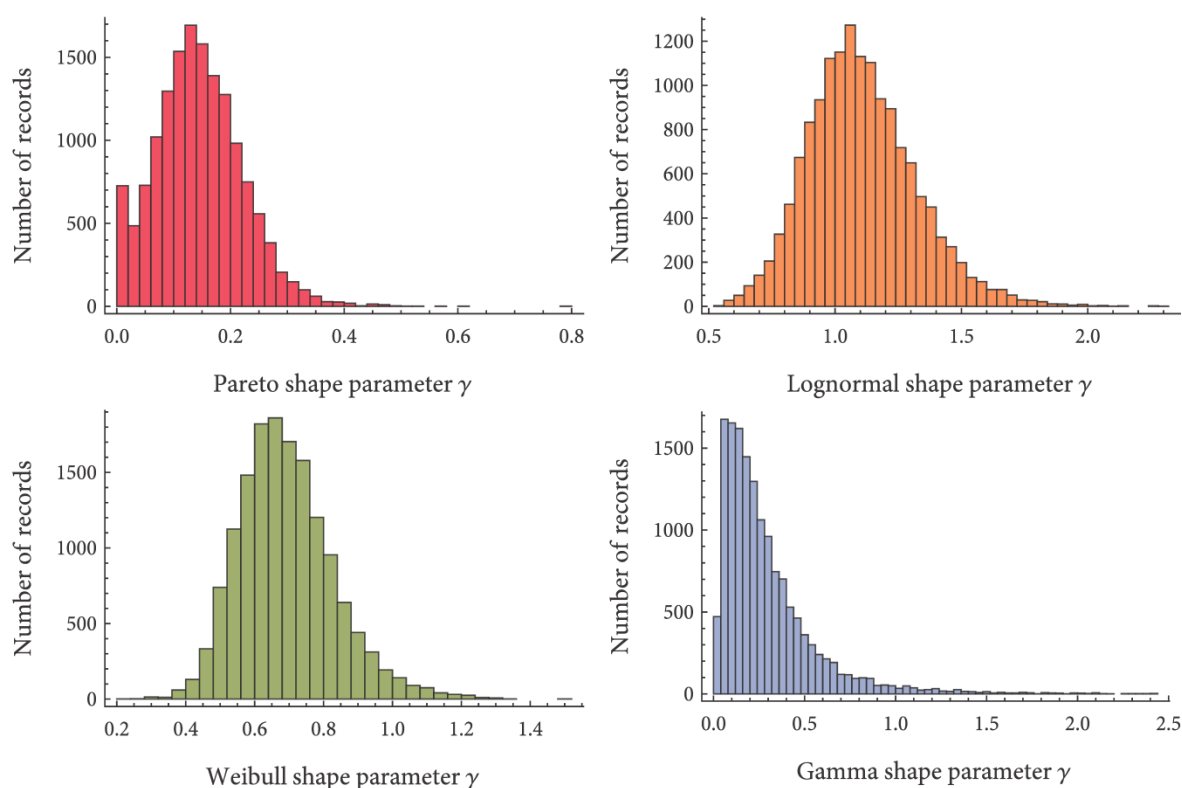 Number of records
1500
1000
500
0
0.0 0.2 0.4 0.6 0.8
Pareto shape parameter γ
Number of records
1200
1000
800
600
400
200
0
0.5 1.0 1.5 2.0
Lognormal shape parameter γ
Number of records
1500
1000
500
0
0.2 0.4 0.6 0.8 1.0 1.2 1.4
Weibull shape parameter γ
Number of records
1500
1000
500
0
0.0 0.5 1.0 1.5 2.0 2.5
Gamma shape parameter γ